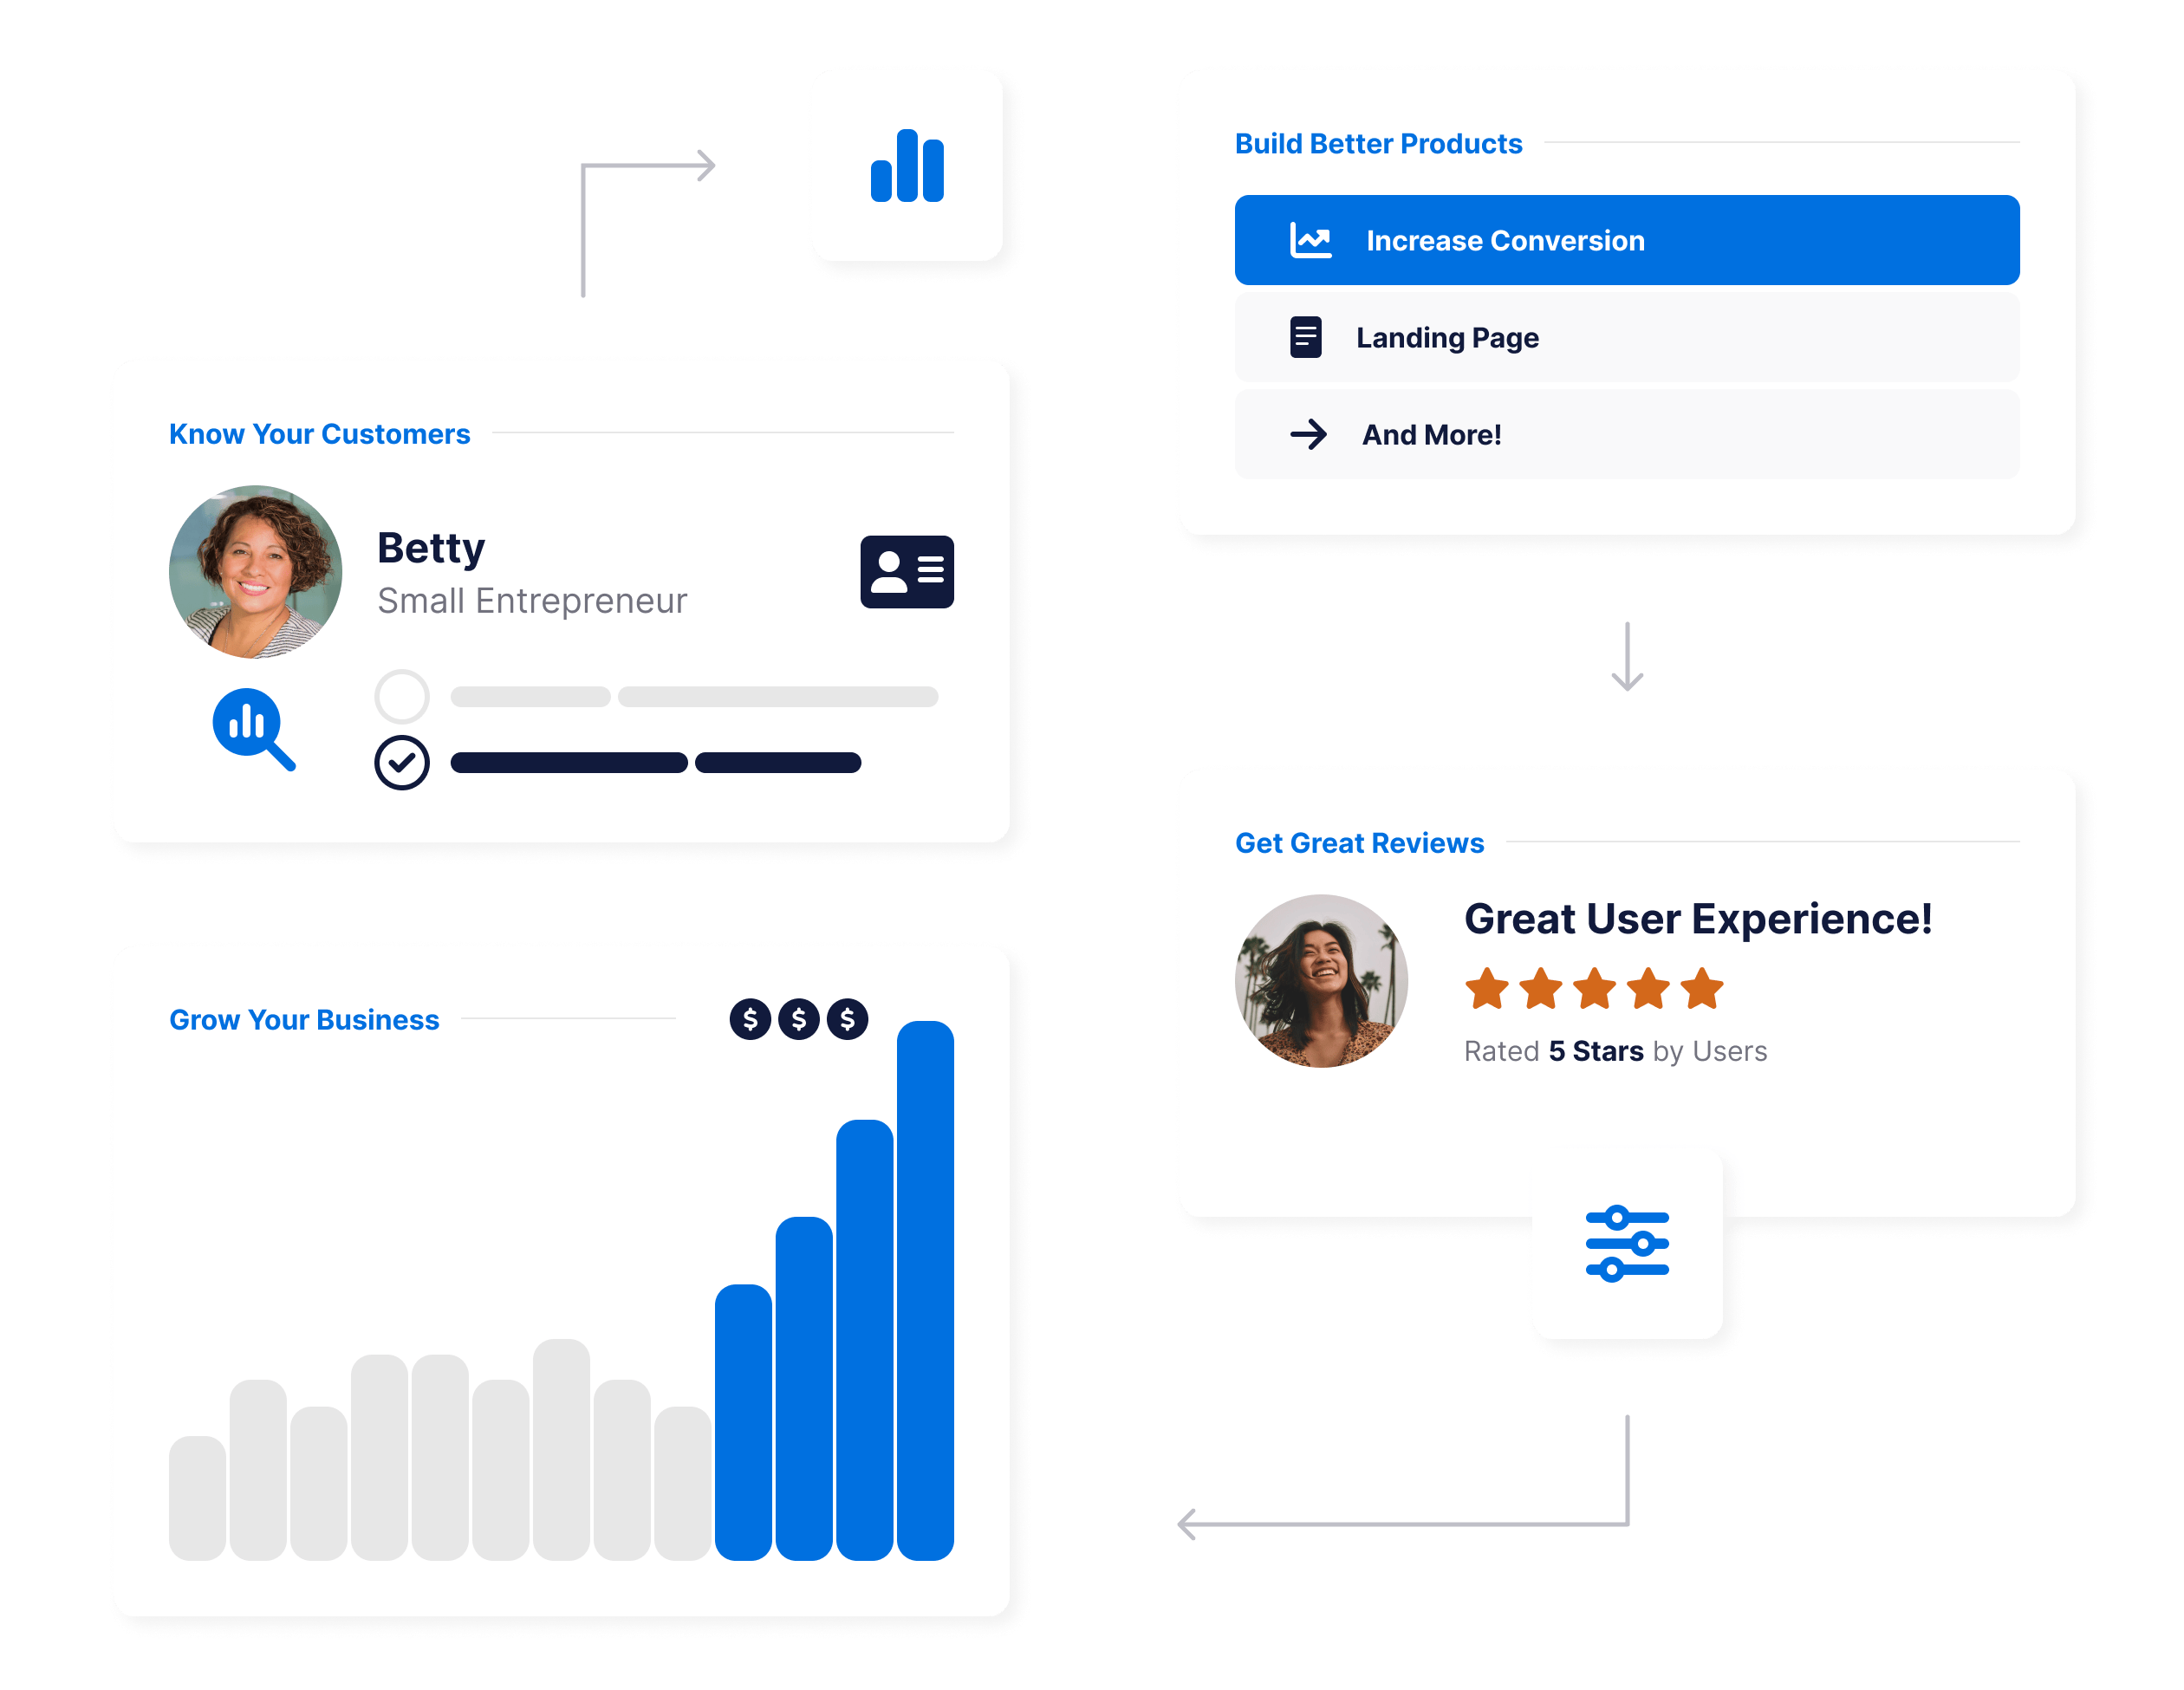 Know Your Customers
Betty
Small Entrepreneur
Build Better Products
Increase Conversion
Landing Page
And More!
Get Great Reviews
Great User Experience!
Rated 5 Stars by Users
Grow Your Business
$ $ $